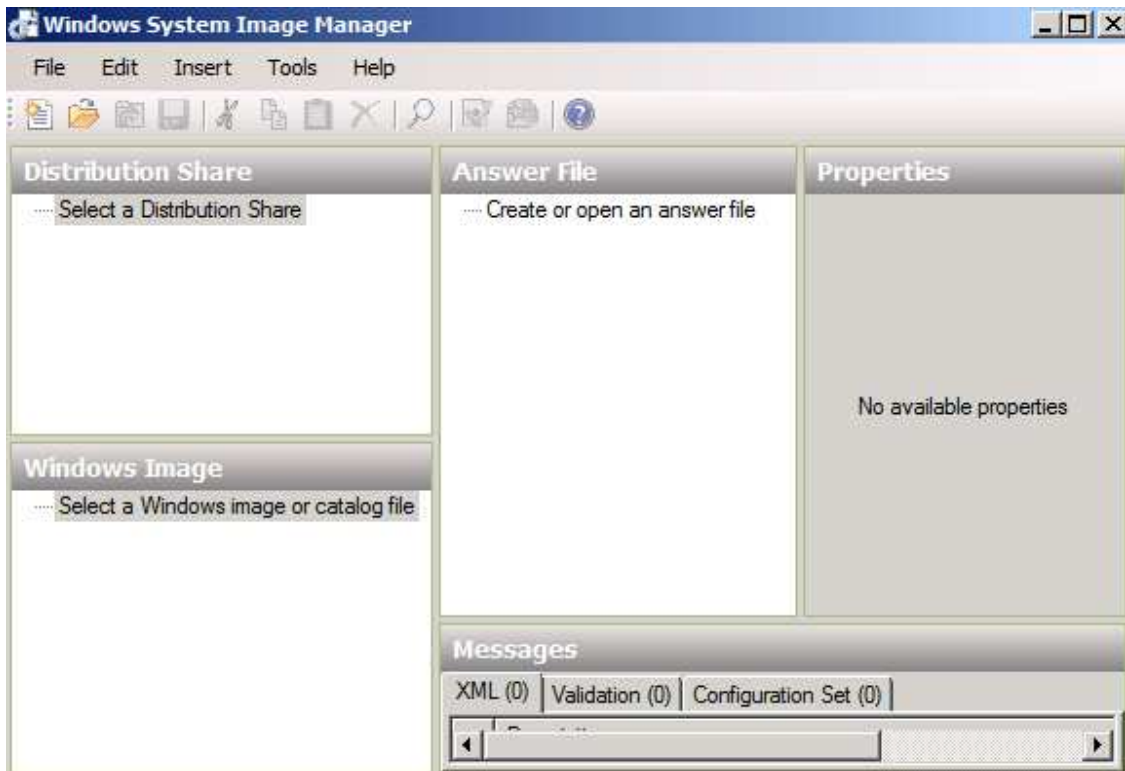 Windows System Image Manager
File Edit Insert Tools Help
Distribution Share
Select a Distribution Share
Answer File
Create or open an answer file
Properties
No available properties
Windows Image
Select a Windows image or catalog file
Messages
XML (0) Validation (0) Configuration Set (0)